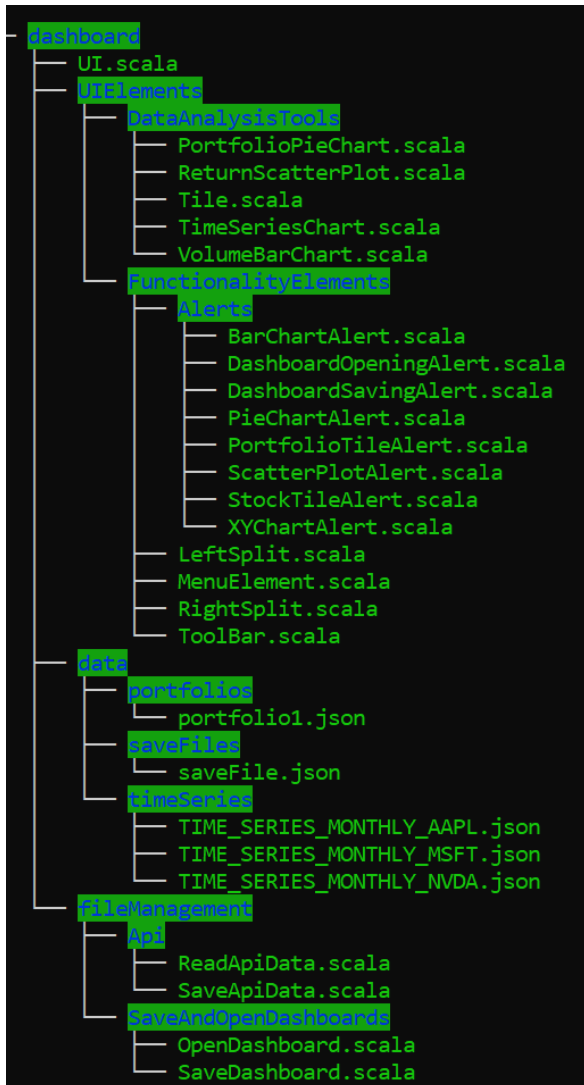 dashboard
UI.scala
UIElements
DataAnalysisTools
PortfolioPieChart.scala
ReturnScatterPlot.scala
Tile.scala
TimeSeriesChart.scala
VolumeBarChart.scala
FunctionalityElements
Alerts
BarChartAlert.scala
DashboardOpeningAlert.scala
DashboardSavingAlert.scala
PieChartAlert.scala
PortfolioTileAlert.scala
ScatterPlotAlert.scala
StockTileAlert.scala
XYChartAlert.scala
LeftSplit.scala
MenuElement.scala
RightSplit.scala
ToolBar.scala
data
portfolios
portfolio1.json
saveFiles
saveFile.json
timeSeries
TIME_SERIES_MONTHLY_AAPL.json
TIME_SERIES_MONTHLY_MSFT.json
TIME_SERIES_MONTHLY_NVDA.json
fileManagement
Api
ReadApiData.scala
SaveApiData.scala
SaveAndOpenDashboards
OpenDashboard.scala
SaveDashboard.scala